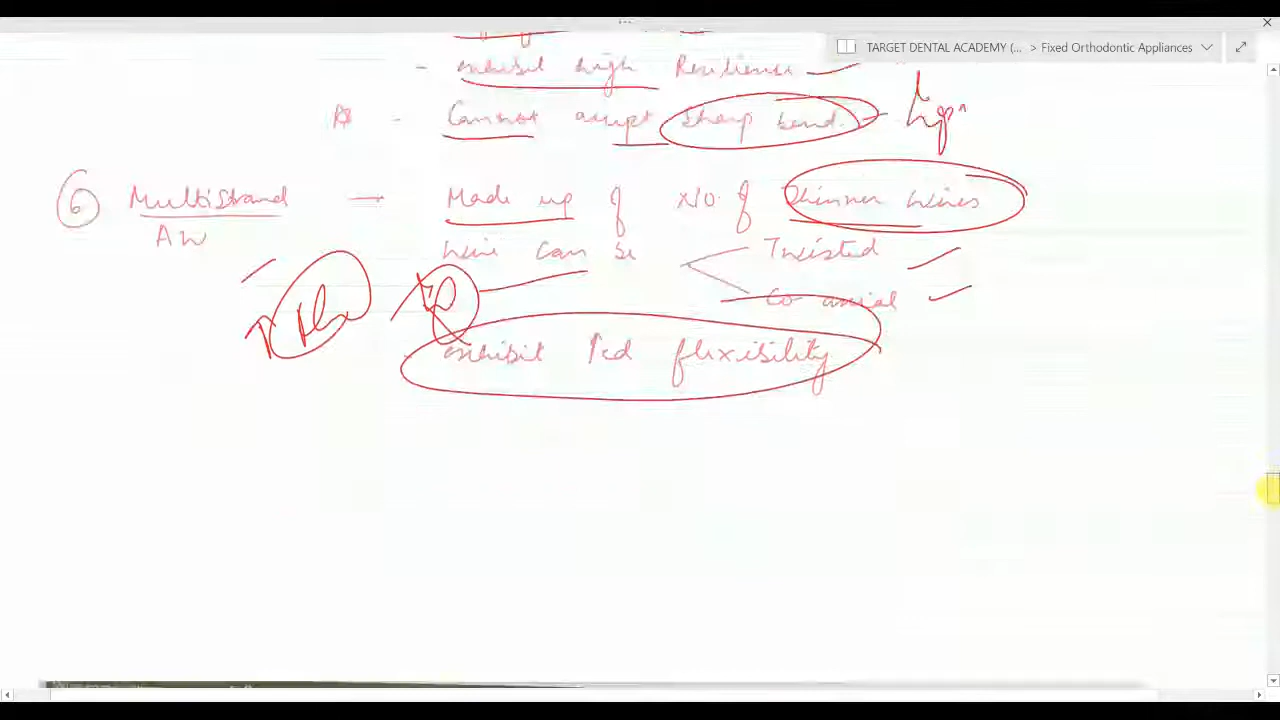 TARGET DENTAL ACADEMY (... > Fixed Orthodontic Appliances
- exhibit high Resilience
- Cannot accept Sharp bend.
6 Multistrand AW → Made up of no. of thinner wires
wire can be Twisted
Co-axial
exhibit ↑ed flexibility